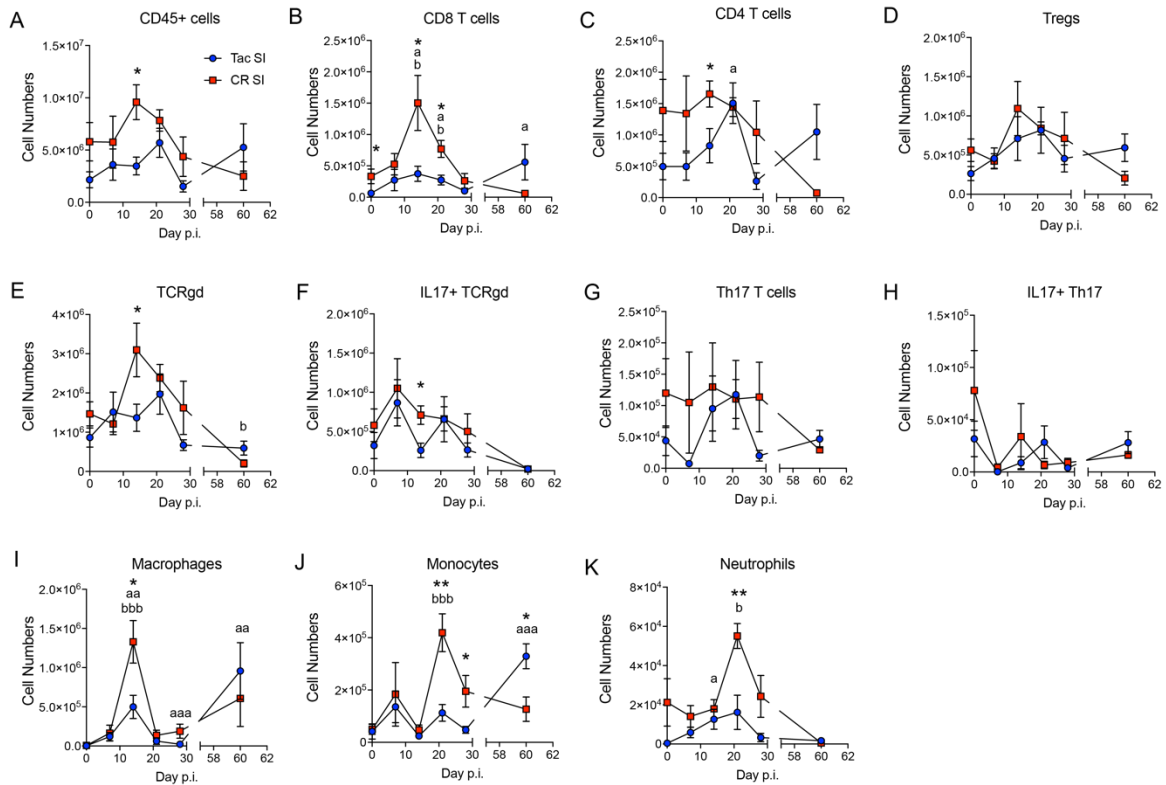 A
CD45+ cells
Cell Numbers
1.5×10⁷
1.0×10⁷
5.0×10⁶
0.0
*
Tac SI
CR SI
0 10 20 30 58 60 62
Day p.i.
B
CD8 T cells
Cell Numbers
2.5×10⁶
2.0×10⁶
1.5×10⁶
1.0×10⁶
5.0×10⁵
0.0
*
*
a
b
*
a
b
a
0 10 20 30 58 60 62
Day p.i.
C
CD4 T cells
Cell Numbers
2.5×10⁶
2.0×10⁶
1.5×10⁶
1.0×10⁶
5.0×10⁵
0.0
*
a
0 10 20 30 58 60 62
Day p.i.
D
Tregs
Cell Numbers
2.0×10⁶
1.5×10⁶
1.0×10⁶
5.0×10⁵
0.0
0 10 20 30 58 60 62
Day p.i.
E
TCRgd
Cell Numbers
4×10⁶
3×10⁶
2×10⁶
1×10⁶
0
*
b
0 10 20 30 58 60 62
Day p.i.
F
IL17+ TCRgd
Cell Numbers
2.0×10⁶
1.5×10⁶
1.0×10⁶
5.0×10⁵
0.0
*
0 10 20 30 58 60 62
Day p.i.
G
Th17 T cells
Cell Numbers
2.5×10⁵
2.0×10⁵
1.5×10⁵
1.0×10⁵
5.0×10⁴
0.0
0 10 20 30 58 60 62
Day p.i.
H
IL17+ Th17
Cell Numbers
1.5×10⁵
1.0×10⁵
5.0×10⁴
0.0
0 10 20 30 58 60 62
Day p.i.
I
Macrophages
Cell Numbers
2.0×10⁶
1.5×10⁶
1.0×10⁶
5.0×10⁵
0.0
*
aa
bbb
aaa
aa
0 10 20 30 58 60 62
Day p.i.
J
Monocytes
Cell Numbers
6×10⁵
4×10⁵
2×10⁵
0
**
bbb
*
*
aaa
0 10 20 30 58 60 62
Day p.i.
K
Neutrophils
Cell Numbers
8×10⁴
6×10⁴
4×10⁴
2×10⁴
0
a
**
b
0 10 20 30 58 60 62
Day p.i.